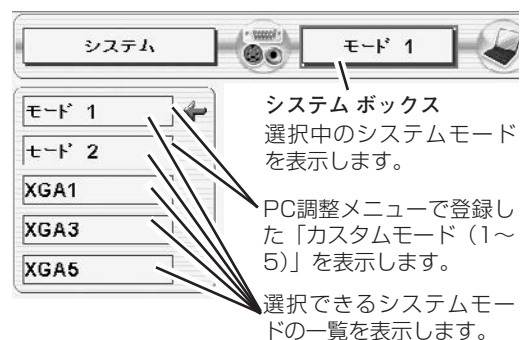 システム
モード 1
モード 1
モード 2
XGA1
XGA3
XGA5
システム ボックス
選択中のシステムモード
を表示します。
PC調整メニューで登録し
た「カスタムモード（1～
5）」を表示します。
選択できるシステムモー
ドの一覧を表示します。